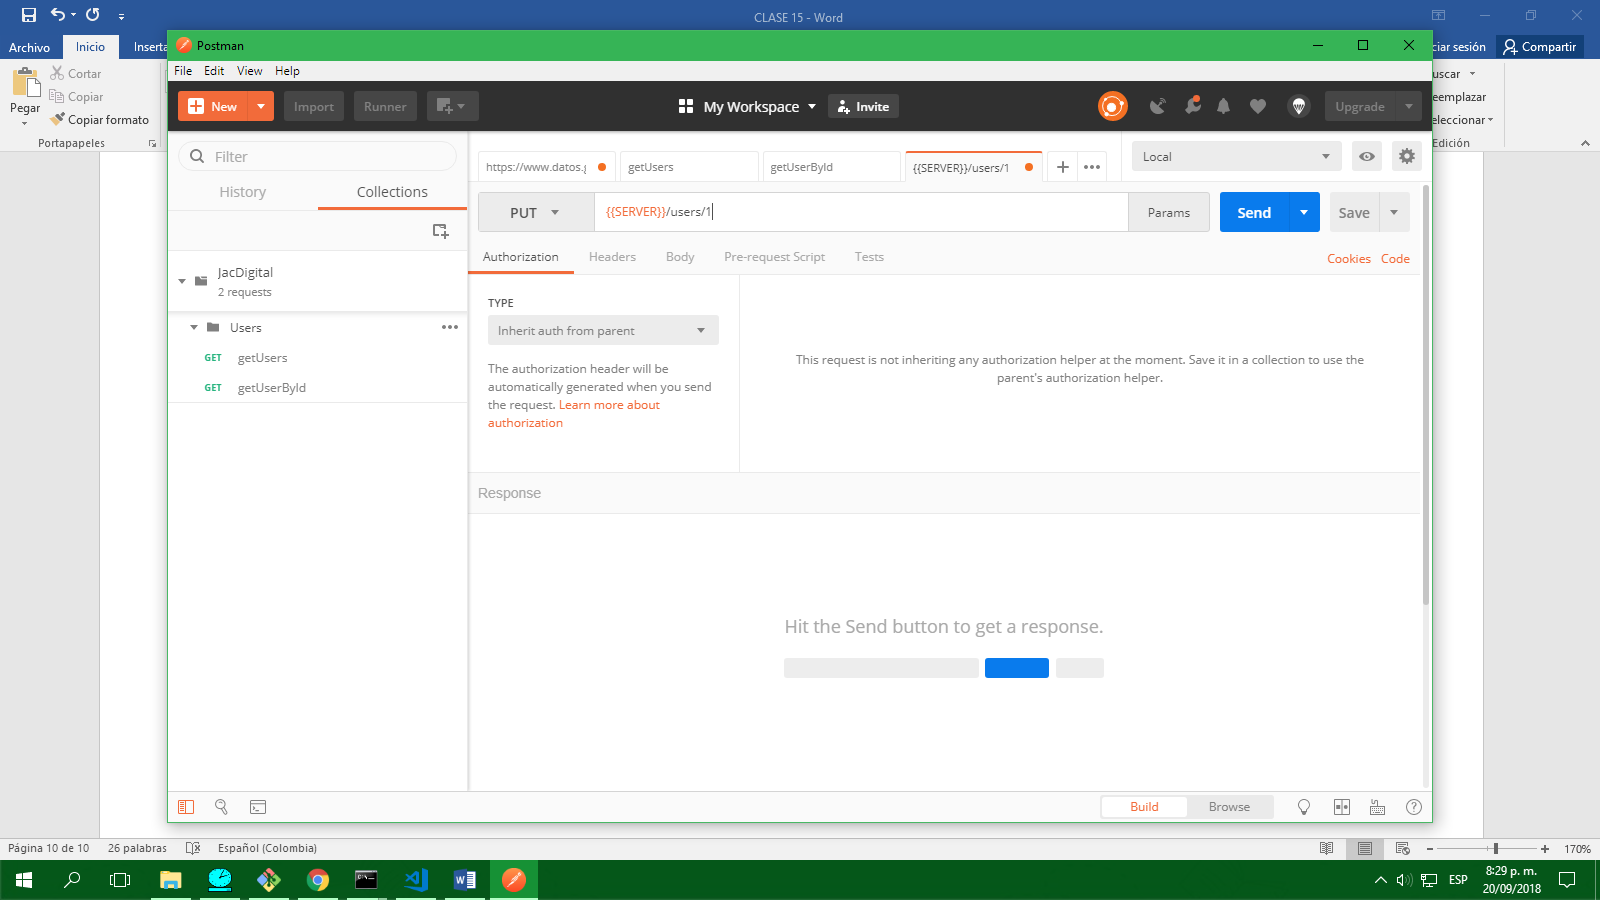 CLASE 15 - Word
Archivo
Inicio
Inserta
ciar sesión
Compartir
Pegar
Cortar
Copiar
Copiar formato
Portapapeles
uscar
eemplazar
eleccionar
Edición
Postman
File Edit View Help
New
Import
Runner
My Workspace
Invite
Upgrade
Filter
History
Collections
JacDigital
2 requests
Users
GET getUsers
GET getUserById
https://www.datos.g
getUsers
getUserById
{{SERVER}}/users/1
Local
PUT
{{SERVER}}/users/1
Params
Send
Save
Authorization
Headers
Body
Pre-request Script
Tests
Cookies
Code
TYPE
Inherit auth from parent
The authorization header will be
automatically generated when you send
the request. Learn more about
authorization
This request is not inheriting any authorization helper at the moment. Save it in a collection to use the
parent's authorization helper.
Response
Hit the Send button to get a response.
Build
Browse
Página 10 de 10
26 palabras
Español (Colombia)
170%
ESP
8:29 p. m.
20/09/2018